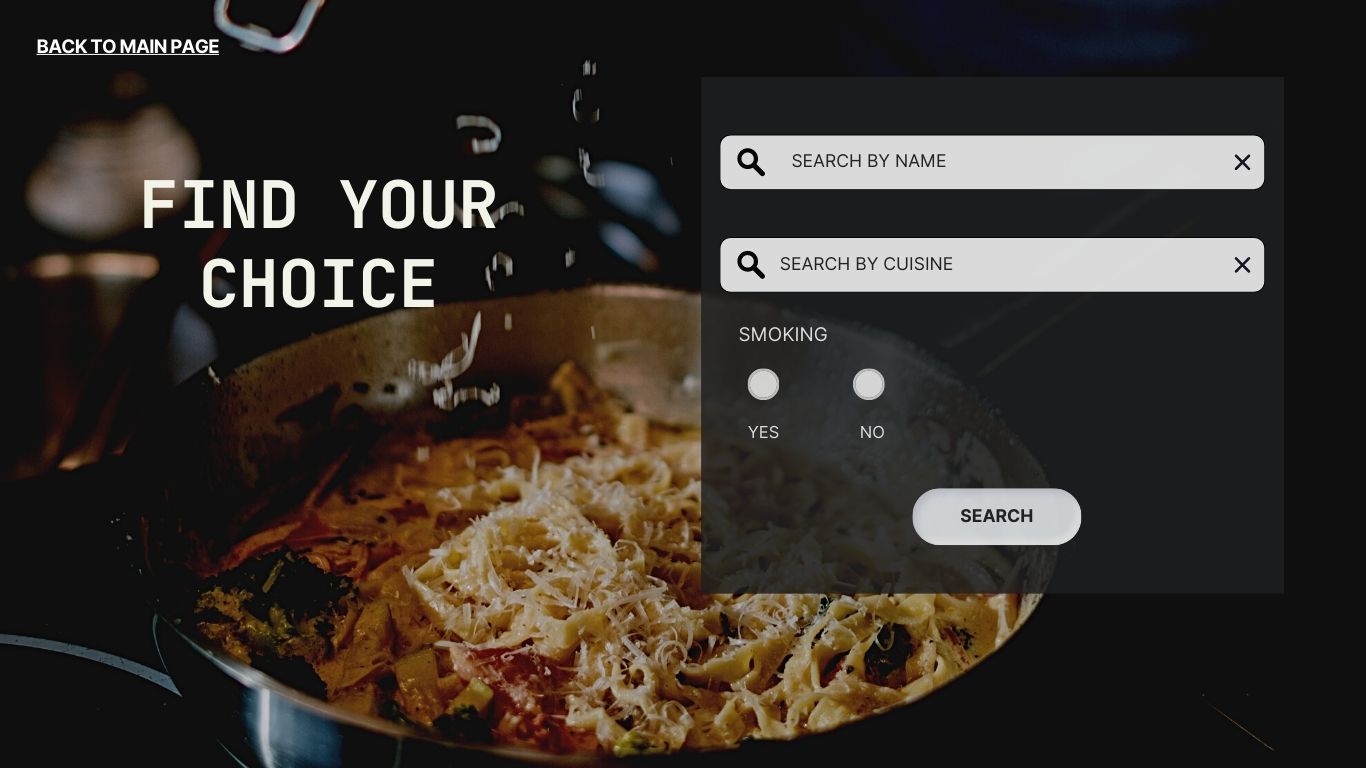 BACK TO MAIN PAGE
FIND YOUR
CHOICE
SEARCH BY NAME
SEARCH BY CUISINE
SMOKING
YES NO
SEARCH